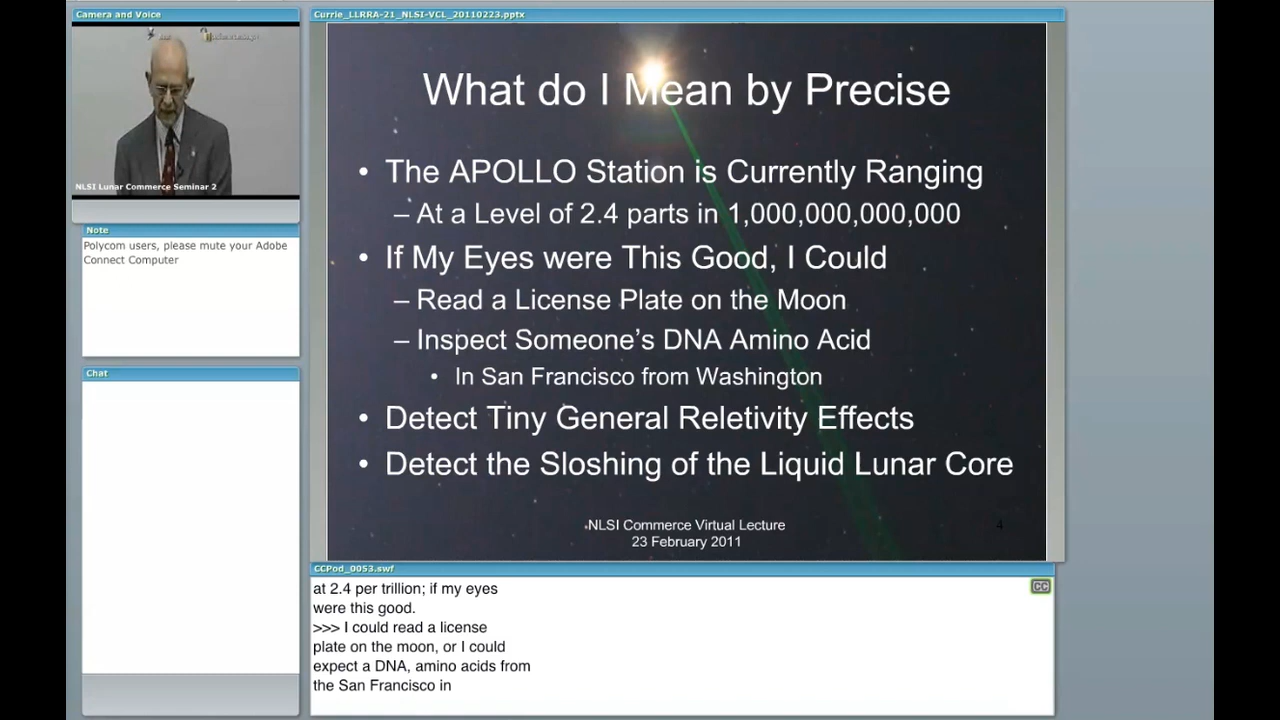 Camera and Voice
NLSI Lunar Commerce Seminar 2
Note
Polycom users, please mute your Adobe
Connect Computer
Chat
Currie_LLRRA-21_NLSI-VCL_20110223.pptx
What do I Mean by Precise
• The APOLLO Station is Currently Ranging
– At a Level of 2.4 parts in 1,000,000,000,000
• If My Eyes were This Good, I Could
– Read a License Plate on the Moon
– Inspect Someone's DNA Amino Acid
• In San Francisco from Washington
• Detect Tiny General Reletivity Effects
• Detect the Sloshing of the Liquid Lunar Core
NLSI Commerce Virtual Lecture
23 February 2011
4
CCPod_0053.swf
CC
at 2.4 per trillion; if my eyes
were this good.
>>> I could read a license
plate on the moon, or I could
expect a DNA, amino acids from
the San Francisco in